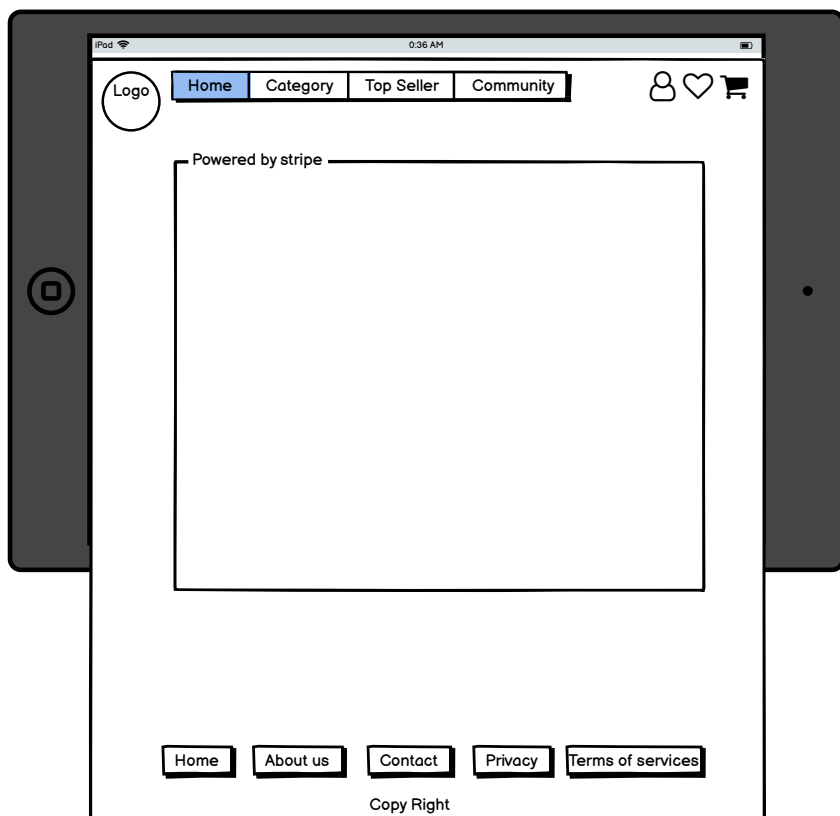 iPad 0:36 AM
Logo Home Category Top Seller Community
Powered by stripe
Home About us Contact Privacy Terms of services
Copy Right